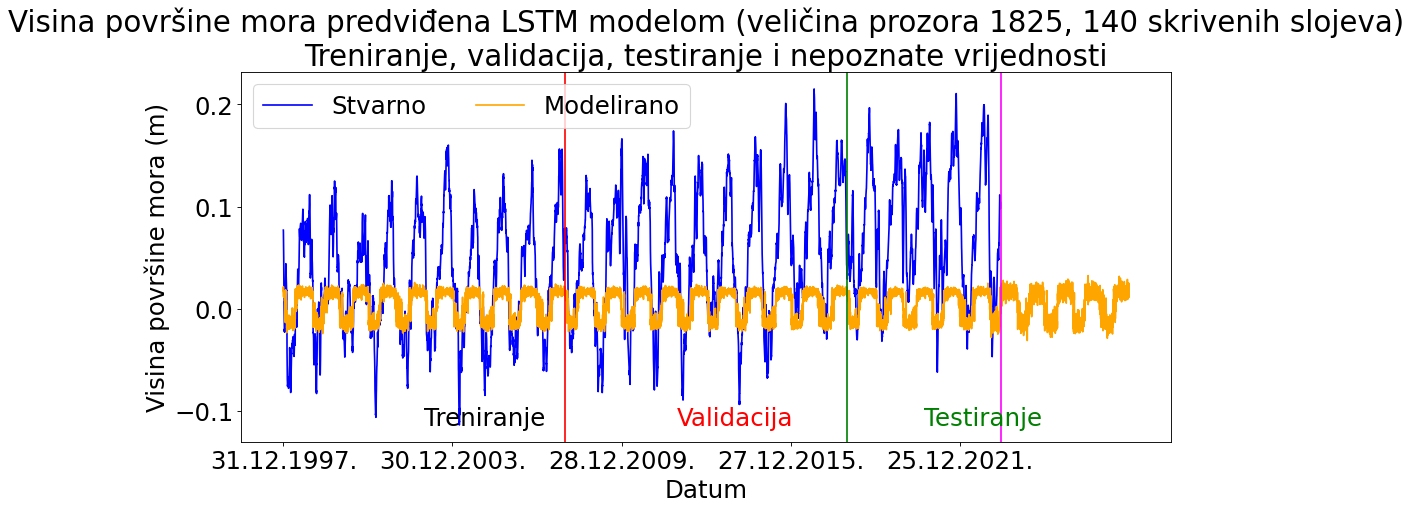 Visina površine mora predviđena LSTM modelom (veličina prozora 1825, 140 skrivenih slojeva)
Treniranje, validacija, testiranje i nepoznate vrijednosti
Stvarno Modelirano
Visina površine mora (m)
0.2
0.1
0.0
−0.1
Treniranje Validacija Testiranje
31.12.1997. 30.12.2003. 28.12.2009. 27.12.2015. 25.12.2021.
Datum